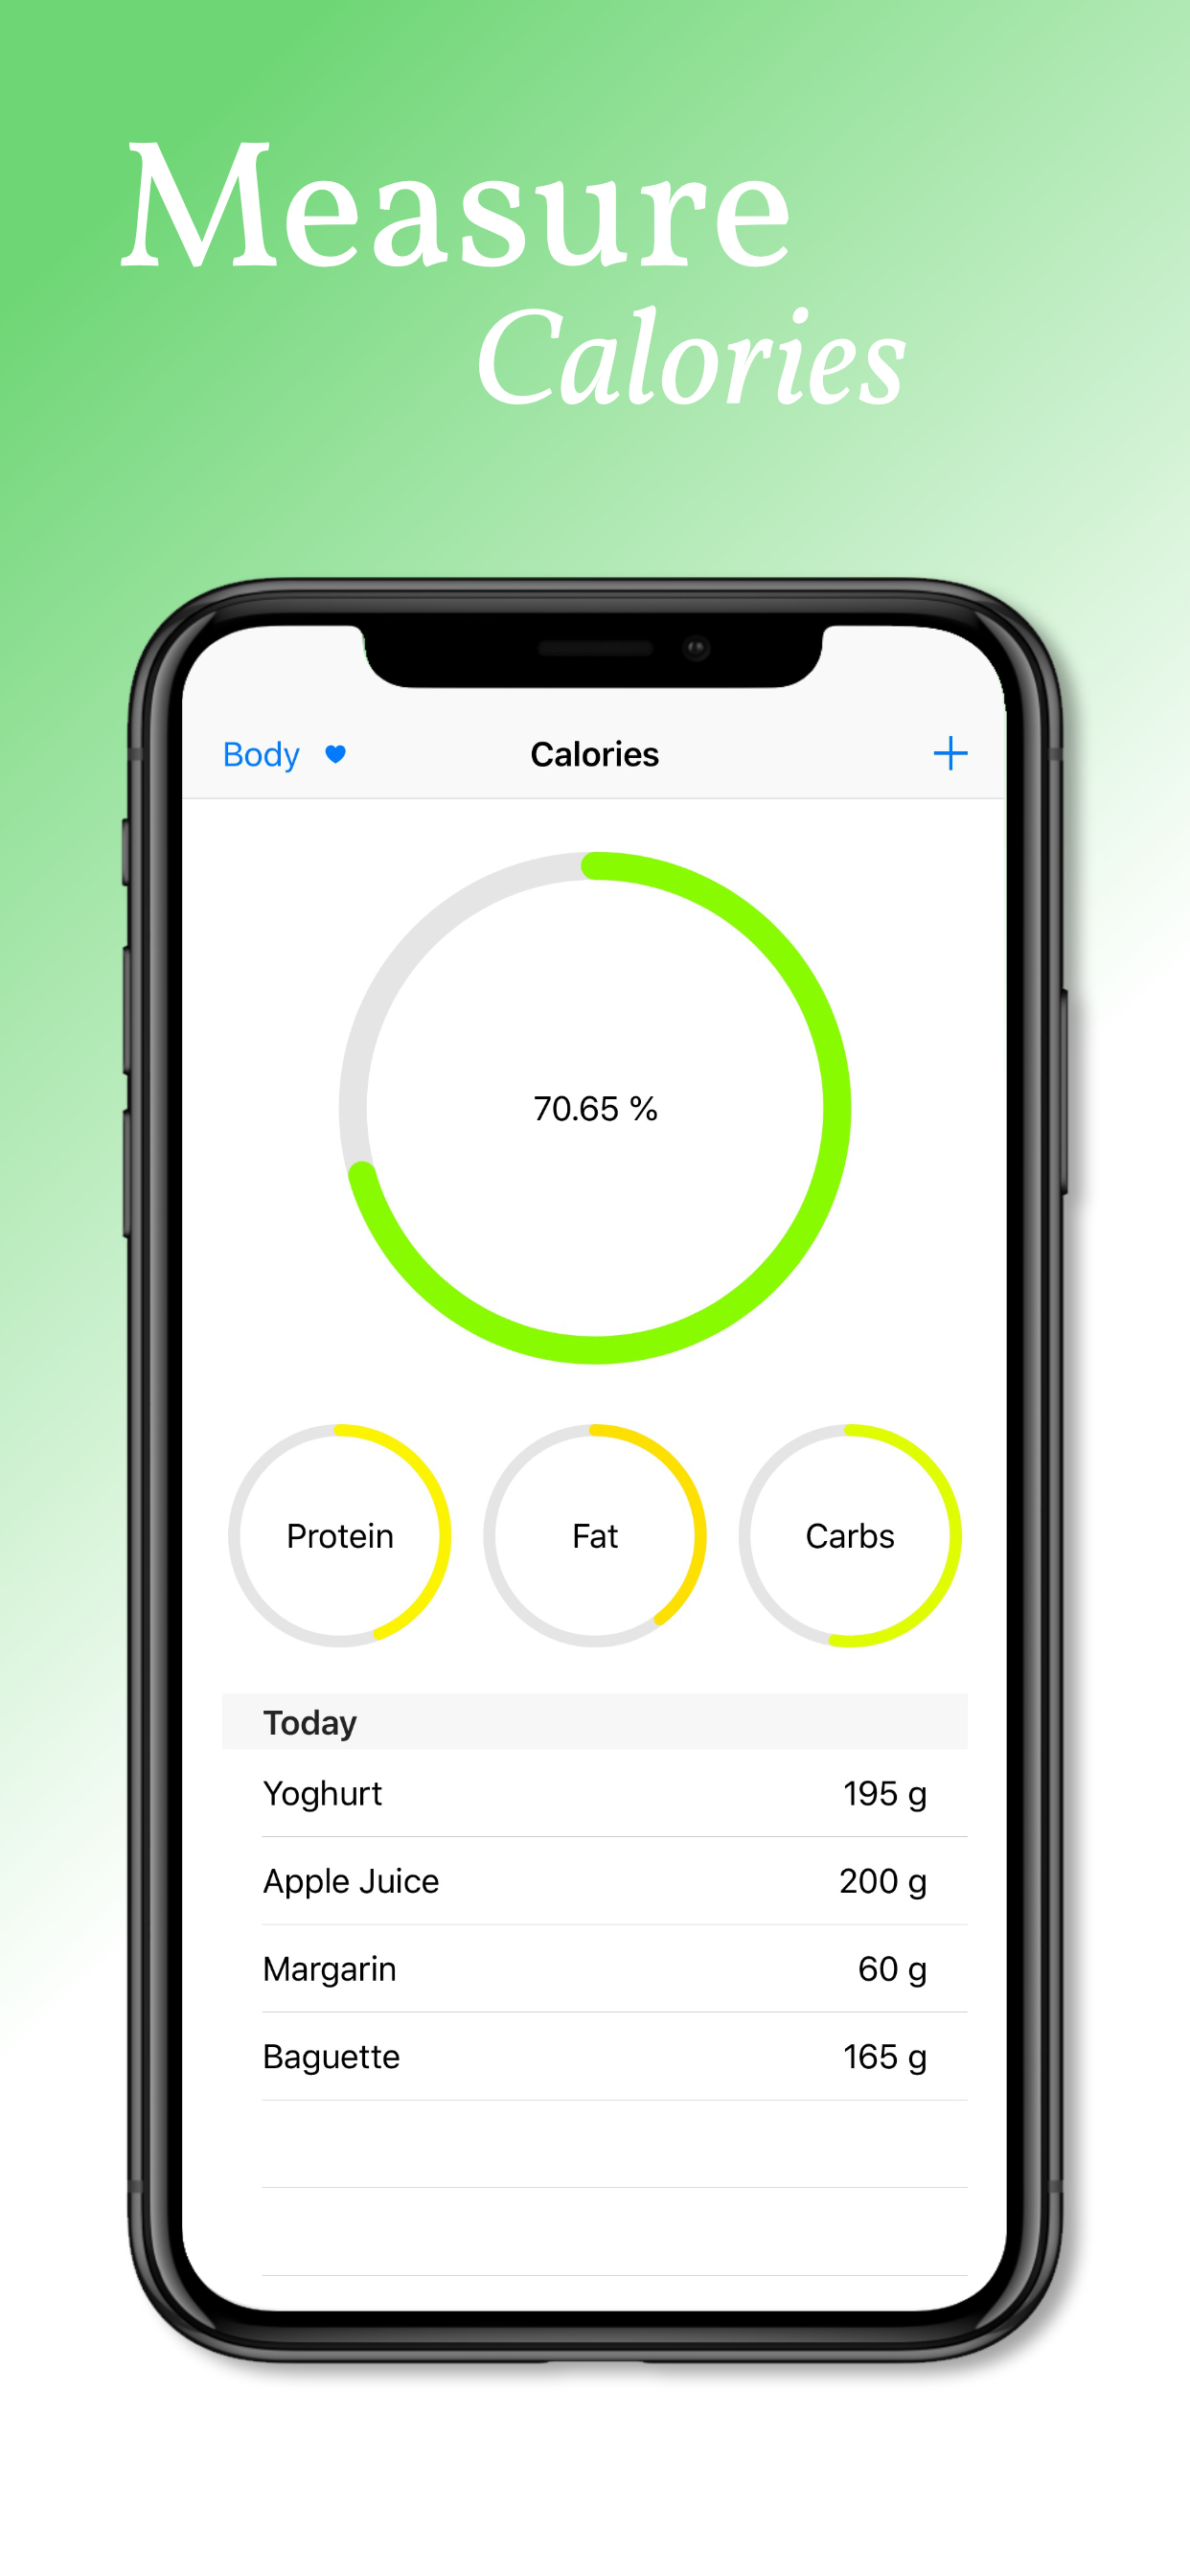 Measure
Calories
Body Calories +
70.65 %
Protein Fat Carbs
Today
Yoghurt 195 g
Apple Juice 200 g
Margarin 60 g
Baguette 165 g